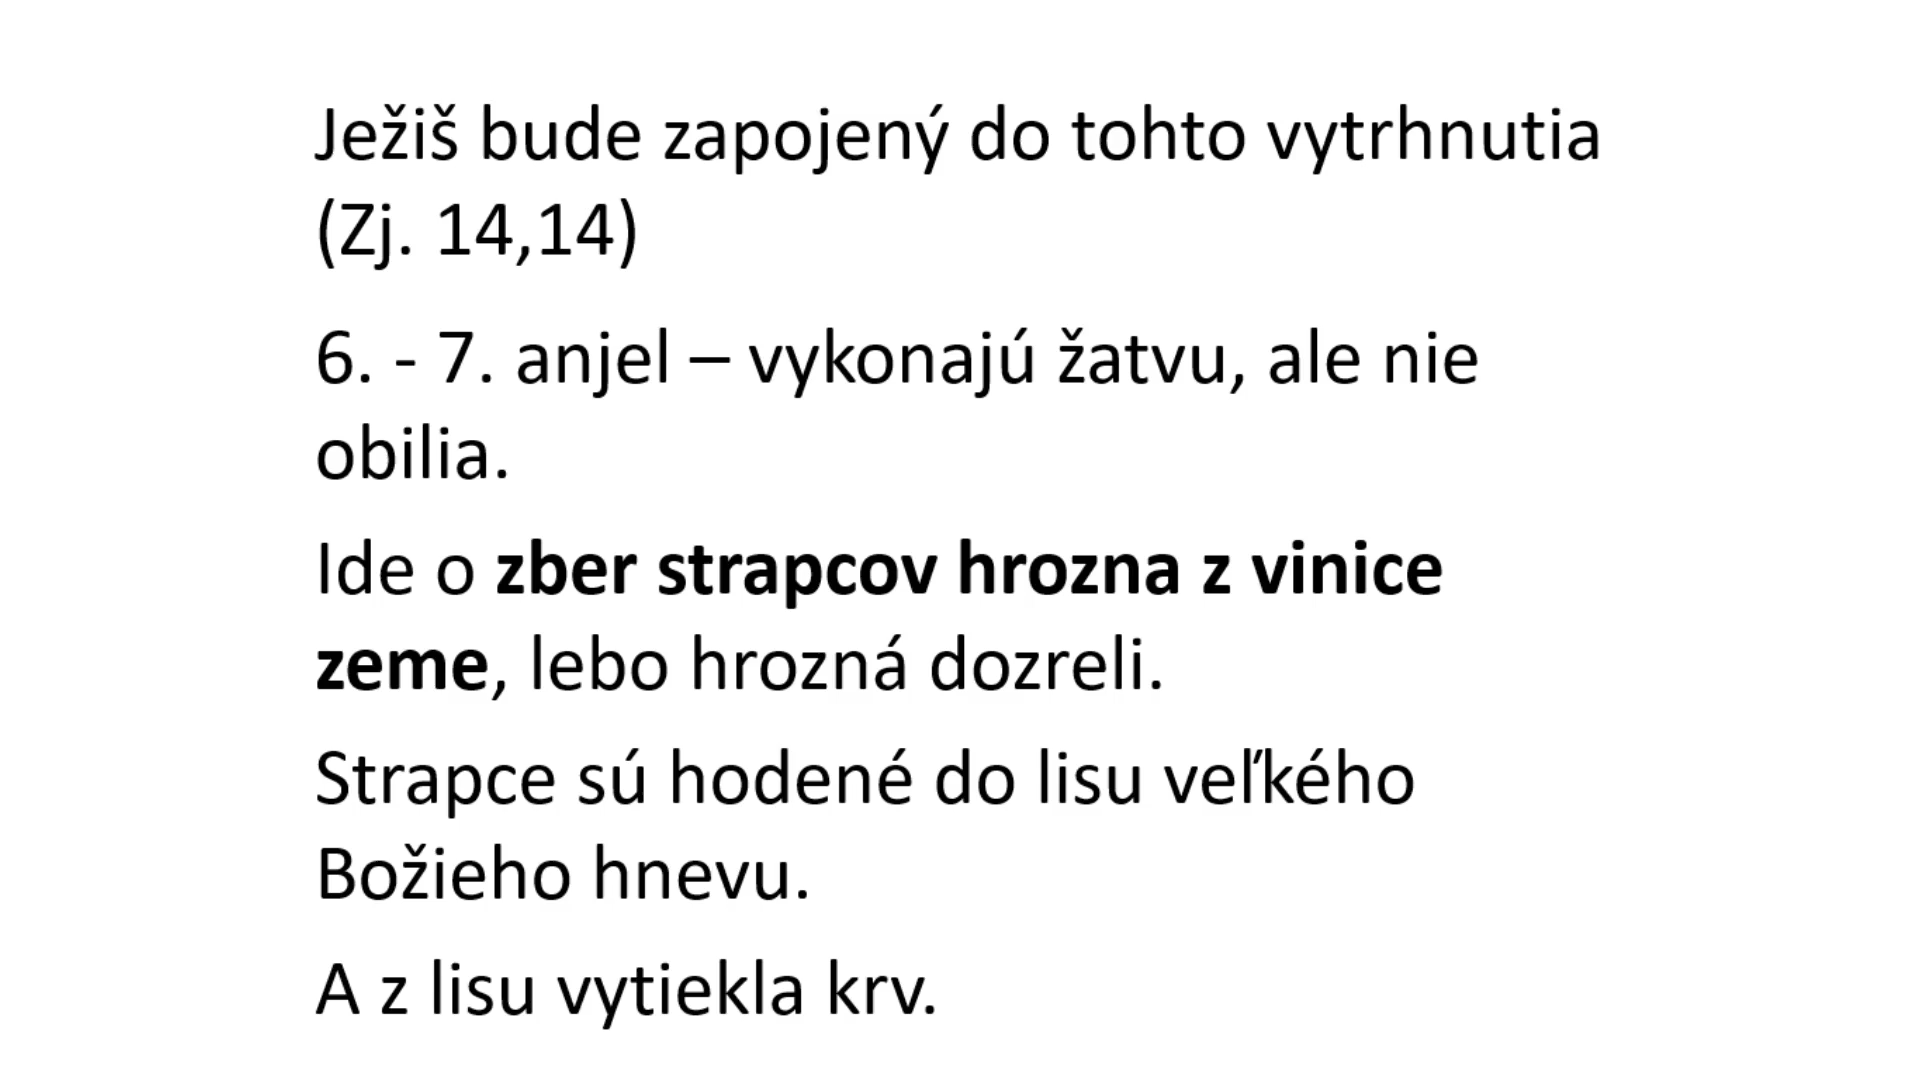 Ježiš bude zapojený do tohto vytrhnutia
(Zj. 14,14)
6. - 7. anjel – vykonajú žatvu, ale nie
obilia.
Ide o zber strapcov hrozna z vinice
zeme, lebo hrozná dozreli.
Strapce sú hodené do lisu veľkého
Božieho hnevu.
A z lisu vytiekla krv.